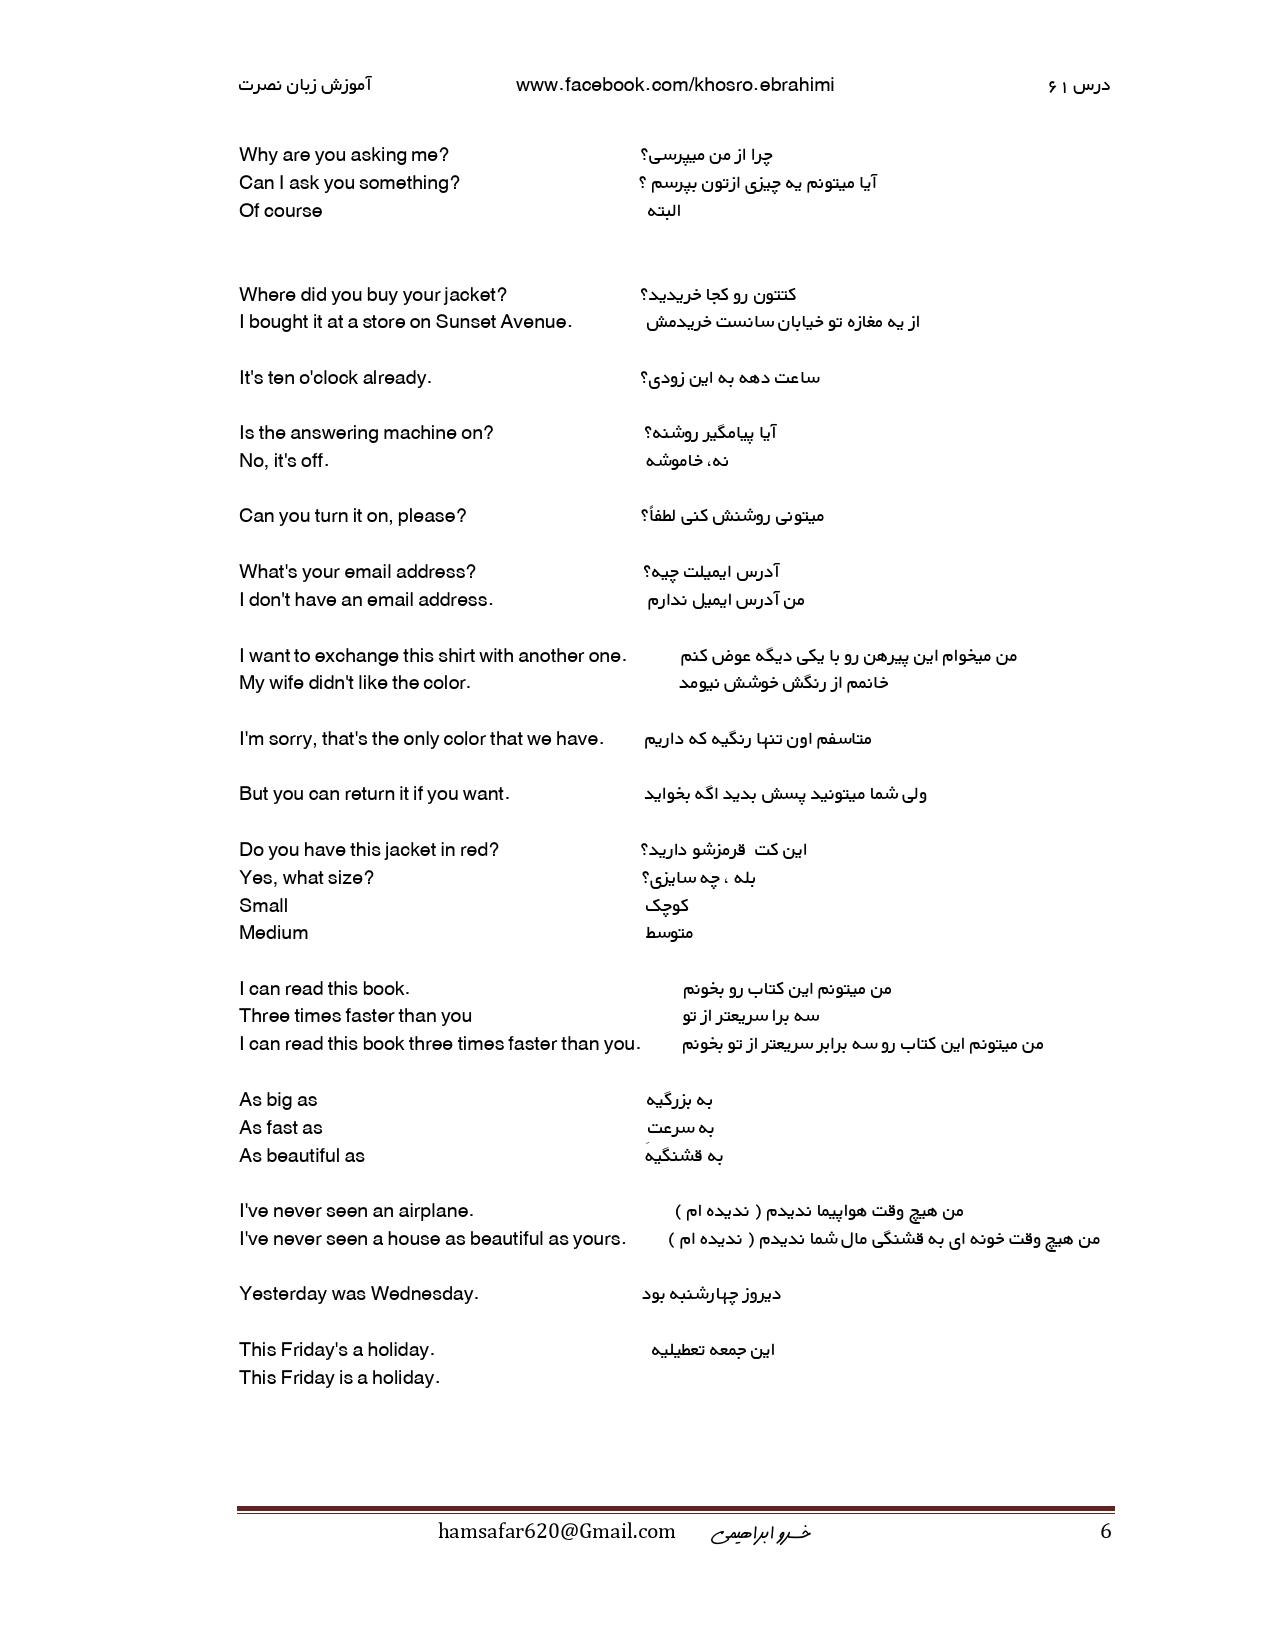 آموزش زبان نصرت www.facebook.com/khosro.ebrahimi درس ۶۱
Why are you asking me? چرا از من میپرسی؟
Can I ask you something? آیا میتونم یه چیزی ازتون بپرسم ؟
Of course البته
Where did you buy your jacket? کتتون رو کجا خریدید؟
I bought it at a store on Sunset Avenue. از یه مغازه تو خیابان سانست خریدمش
It's ten o'clock already. ساعت دهه به این زودی؟
Is the answering machine on? آیا پیامگیر روشنه؟
No, it's off. نه، خاموشه
Can you turn it on, please? میتونی روشنش کنی لطفاً؟
What's your email address? آدرس ایمیلت چیه؟
I don't have an email address. من آدرس ایمیل ندارم
I want to exchange this shirt with another one. من میخوام این پیرهن رو با یکی دیگه عوض کنم
My wife didn't like the color. خانمم از رنگش خوشش نیومد
I'm sorry, that's the only color that we have. متاسفم اون تنها رنگیه که داریم
But you can return it if you want. ولی شما میتونید پسش بدید اگه بخواید
Do you have this jacket in red? این کت قرمزشو دارید؟
Yes, what size? بله ، چه سایزی؟
Small کوچک
Medium متوسط
I can read this book. من میتونم این کتاب رو بخونم
Three times faster than you سه برا سریعتر از تو
I can read this book three times faster than you. من میتونم این کتاب رو سه برابر سریعتر از تو بخونم
As big as به بزرگیه
As fast as به سرعت
As beautiful as به قشنگیهَ
I've never seen an airplane. من هیچ وقت هواپیما ندیدم ( ندیده ام )
I've never seen a house as beautiful as yours. من هیچ وقت خونه ای به قشنگی مال شما ندیدم ( ندیده ام )
Yesterday was Wednesday. دیروز چهارشنبه بود
This Friday's a holiday. این جمعه تعطیلیه
This Friday is a holiday.
hamsafar620@Gmail.com خسرو ابراهیمی 6